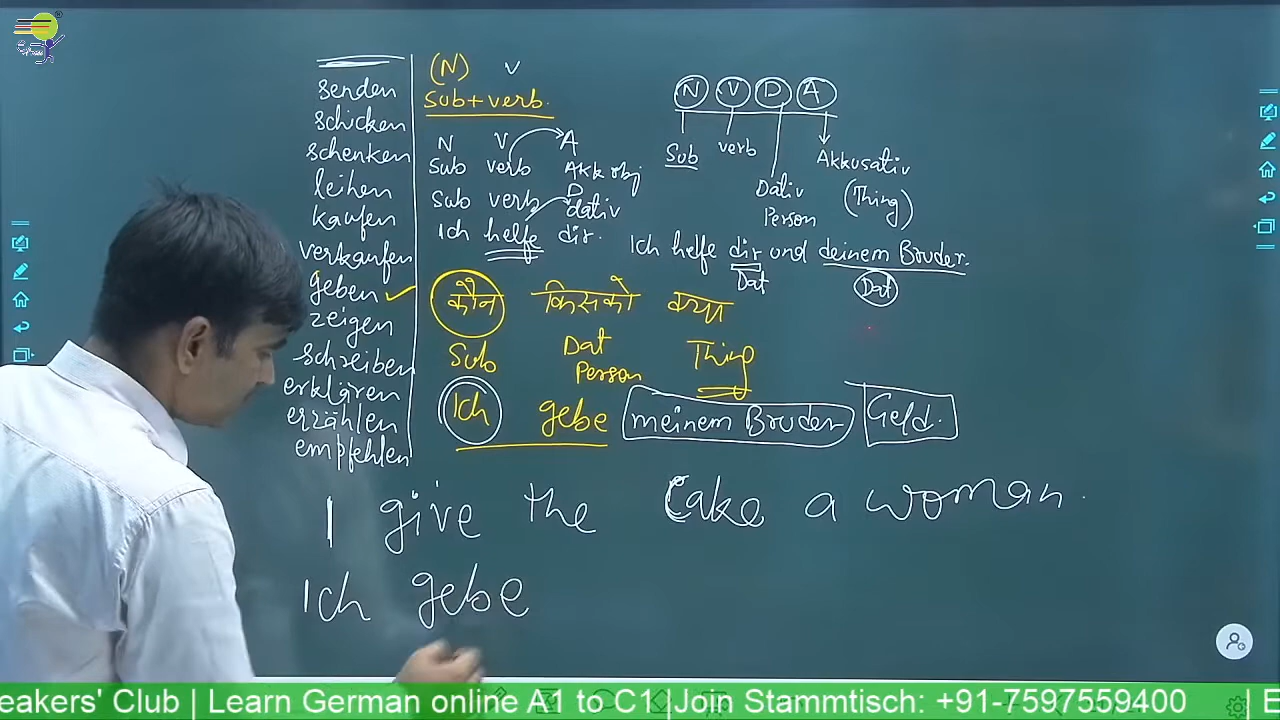 senden
schicken
schenken
leihen
kaufen
verkaufen
geben ✓
zeigen
schreiben
erklären
erzählen
empfehlen
(N) V
Sub+verb.
N V A
Sub verb Akk obj
D
Sub verb dativ
Ich helfe dir.
N V D A
Sub verb Akkusativ
Dativ (Thing)
Person
Ich helfe dir und deinem Bruder.
Dat Dat
कौन किसको क्या
Sub Dat Thing
Person
Ich gebe meinem Bruder Geld.
I give the Cake a woman.
Ich gebe
eakers' Club | Learn German online A1 to C1 |Join Stammtisch: +91-7597559400 | E